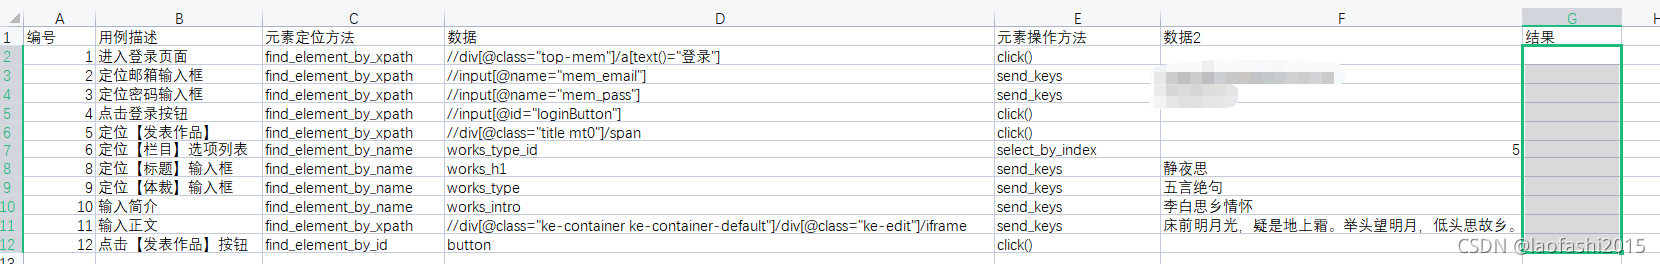 A B C D E F G H
1 编号 用例描述 元素定位方法 数据 元素操作方法 数据2 结果
2 1 进入登录页面 find_element_by_xpath //div[@class="top-mem"]/a[text()="登录"] click()
3 2 定位邮箱输入框 find_element_by_xpath //input[@name="mem_email"] send_keys
4 3 定位密码输入框 find_element_by_xpath //input[@name="mem_pass"] send_keys
5 4 点击登录按钮 find_element_by_xpath //input[@id="loginButton"] click()
6 5 定位【发表作品】 find_element_by_xpath //div[@class="title mt0"]/span click()
7 6 定位【栏目】选项列表 find_element_by_name works_type_id select_by_index 5
8 8 定位【标题】输入框 find_element_by_name works_h1 send_keys 静夜思
9 9 定位【体裁】输入框 find_element_by_name works_type send_keys 五言绝句
10 10 输入简介 find_element_by_name works_intro send_keys 李白思乡情怀
11 11 输入正文 find_element_by_xpath //div[@class="ke-container ke-container-default"]/div[@class="ke-edit"]/iframe send_keys 床前明月光，疑是地上霜。举头望明月，低头思故乡。
12 12 点击【发表作品】按钮 find_element_by_id button click()
CSDN @laofashi2015